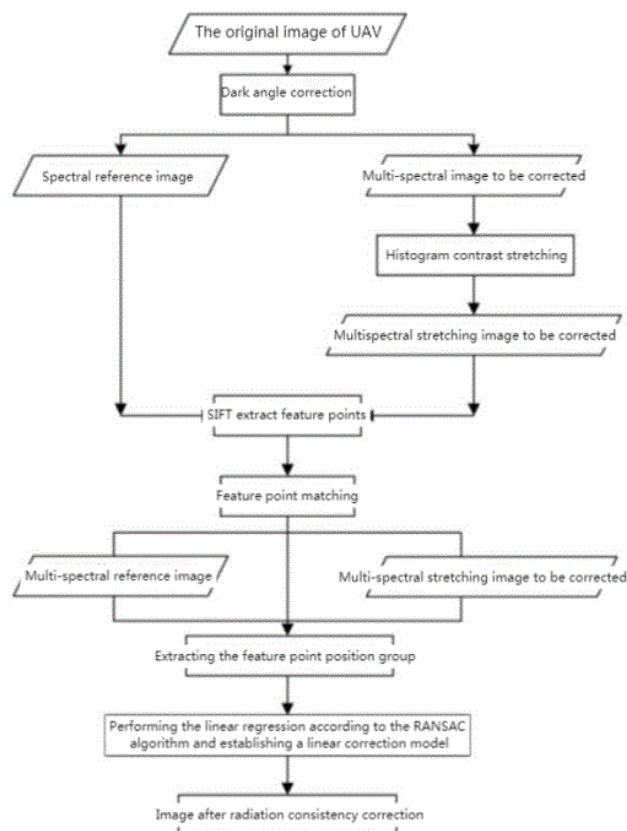 The original image of UAV
Dark angle correction
Spectral reference image
Multi-spectral image to be corrected
Histogram contrast stretching
Multispectral stretching image to be corrected
SIFT extract feature points
Feature point matching
Multi-spectral reference image
Multi-spectral stretching image to be corrected
Extracting the feature point position group
Performing the linear regression according to the RANSAC
algorithm and establishing a linear correction model
Image after radiation consistency correction